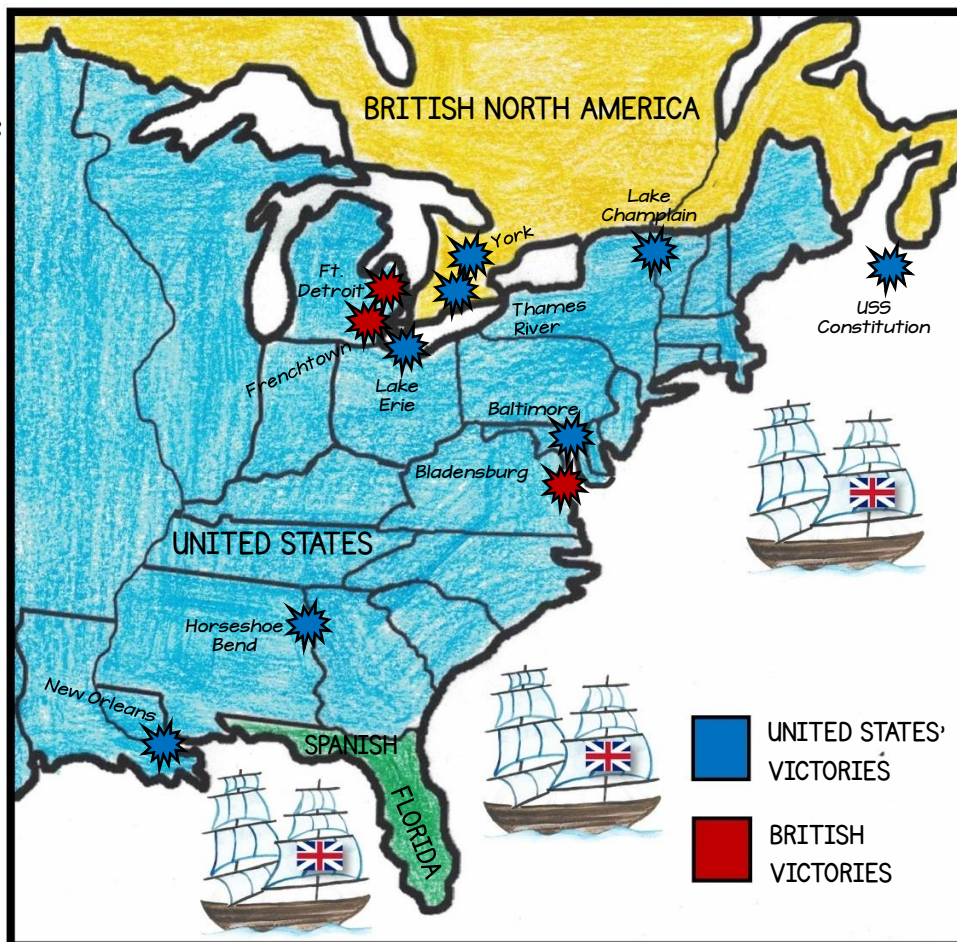 BRITISH NORTH AMERICA
Lake
Champlain
York
Ft.
Detroit
USS
Constitution
Thames
River
Frenchtown
Lake
Erie
Baltimore
Bladensburg
UNITED STATES
Horseshoe
Bend
New Orleans
SPANISH
FLORIDA
UNITED STATES'
VICTORIES
BRITISH
VICTORIES